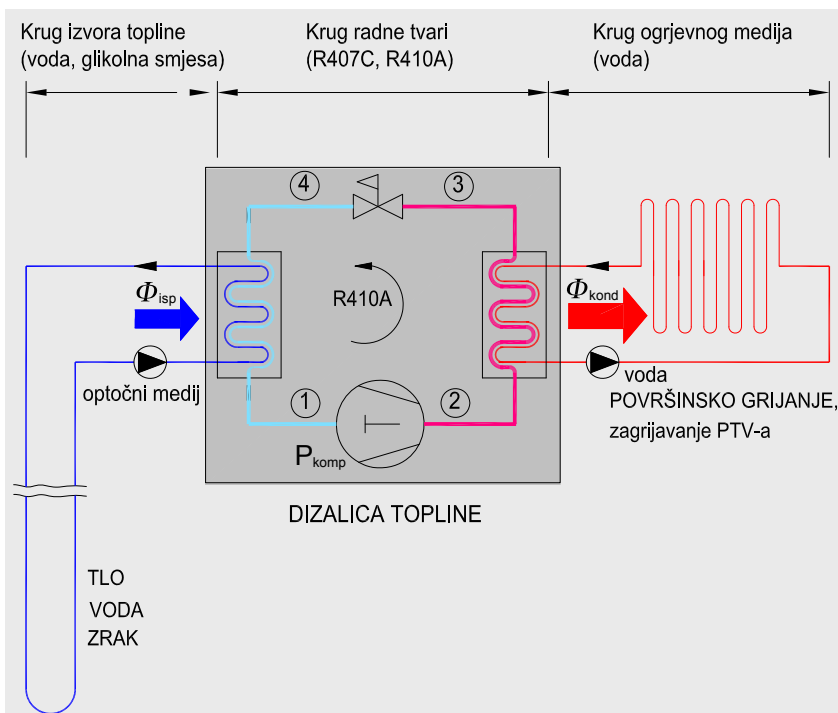 Krug izvora topline
(voda, glikolna smjesa)
Krug radne tvari
(R407C, R410A)
Krug ogrjevnog medija
(voda)
4
3
Φisp
R410A
Φkond
optočni medij
1
2
Pkomp
voda
POVRŠINSKO GRIJANJE,
zagrijavanje PTV-a
DIZALICA TOPLINE
TLO
VODA
ZRAK